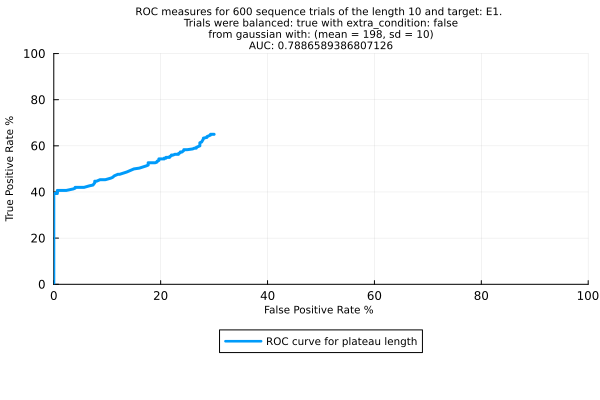 ROC measures for 600 sequence trials of the length 10 and target: E1.
Trials were balanced: true with extra_condition: false
from gaussian with: (mean = 198, sd = 10)
AUC: 0.7886589386807126
100
80
60
40
20
0
True Positive Rate %
0 20 40 60 80 100
False Positive Rate %
ROC curve for plateau length